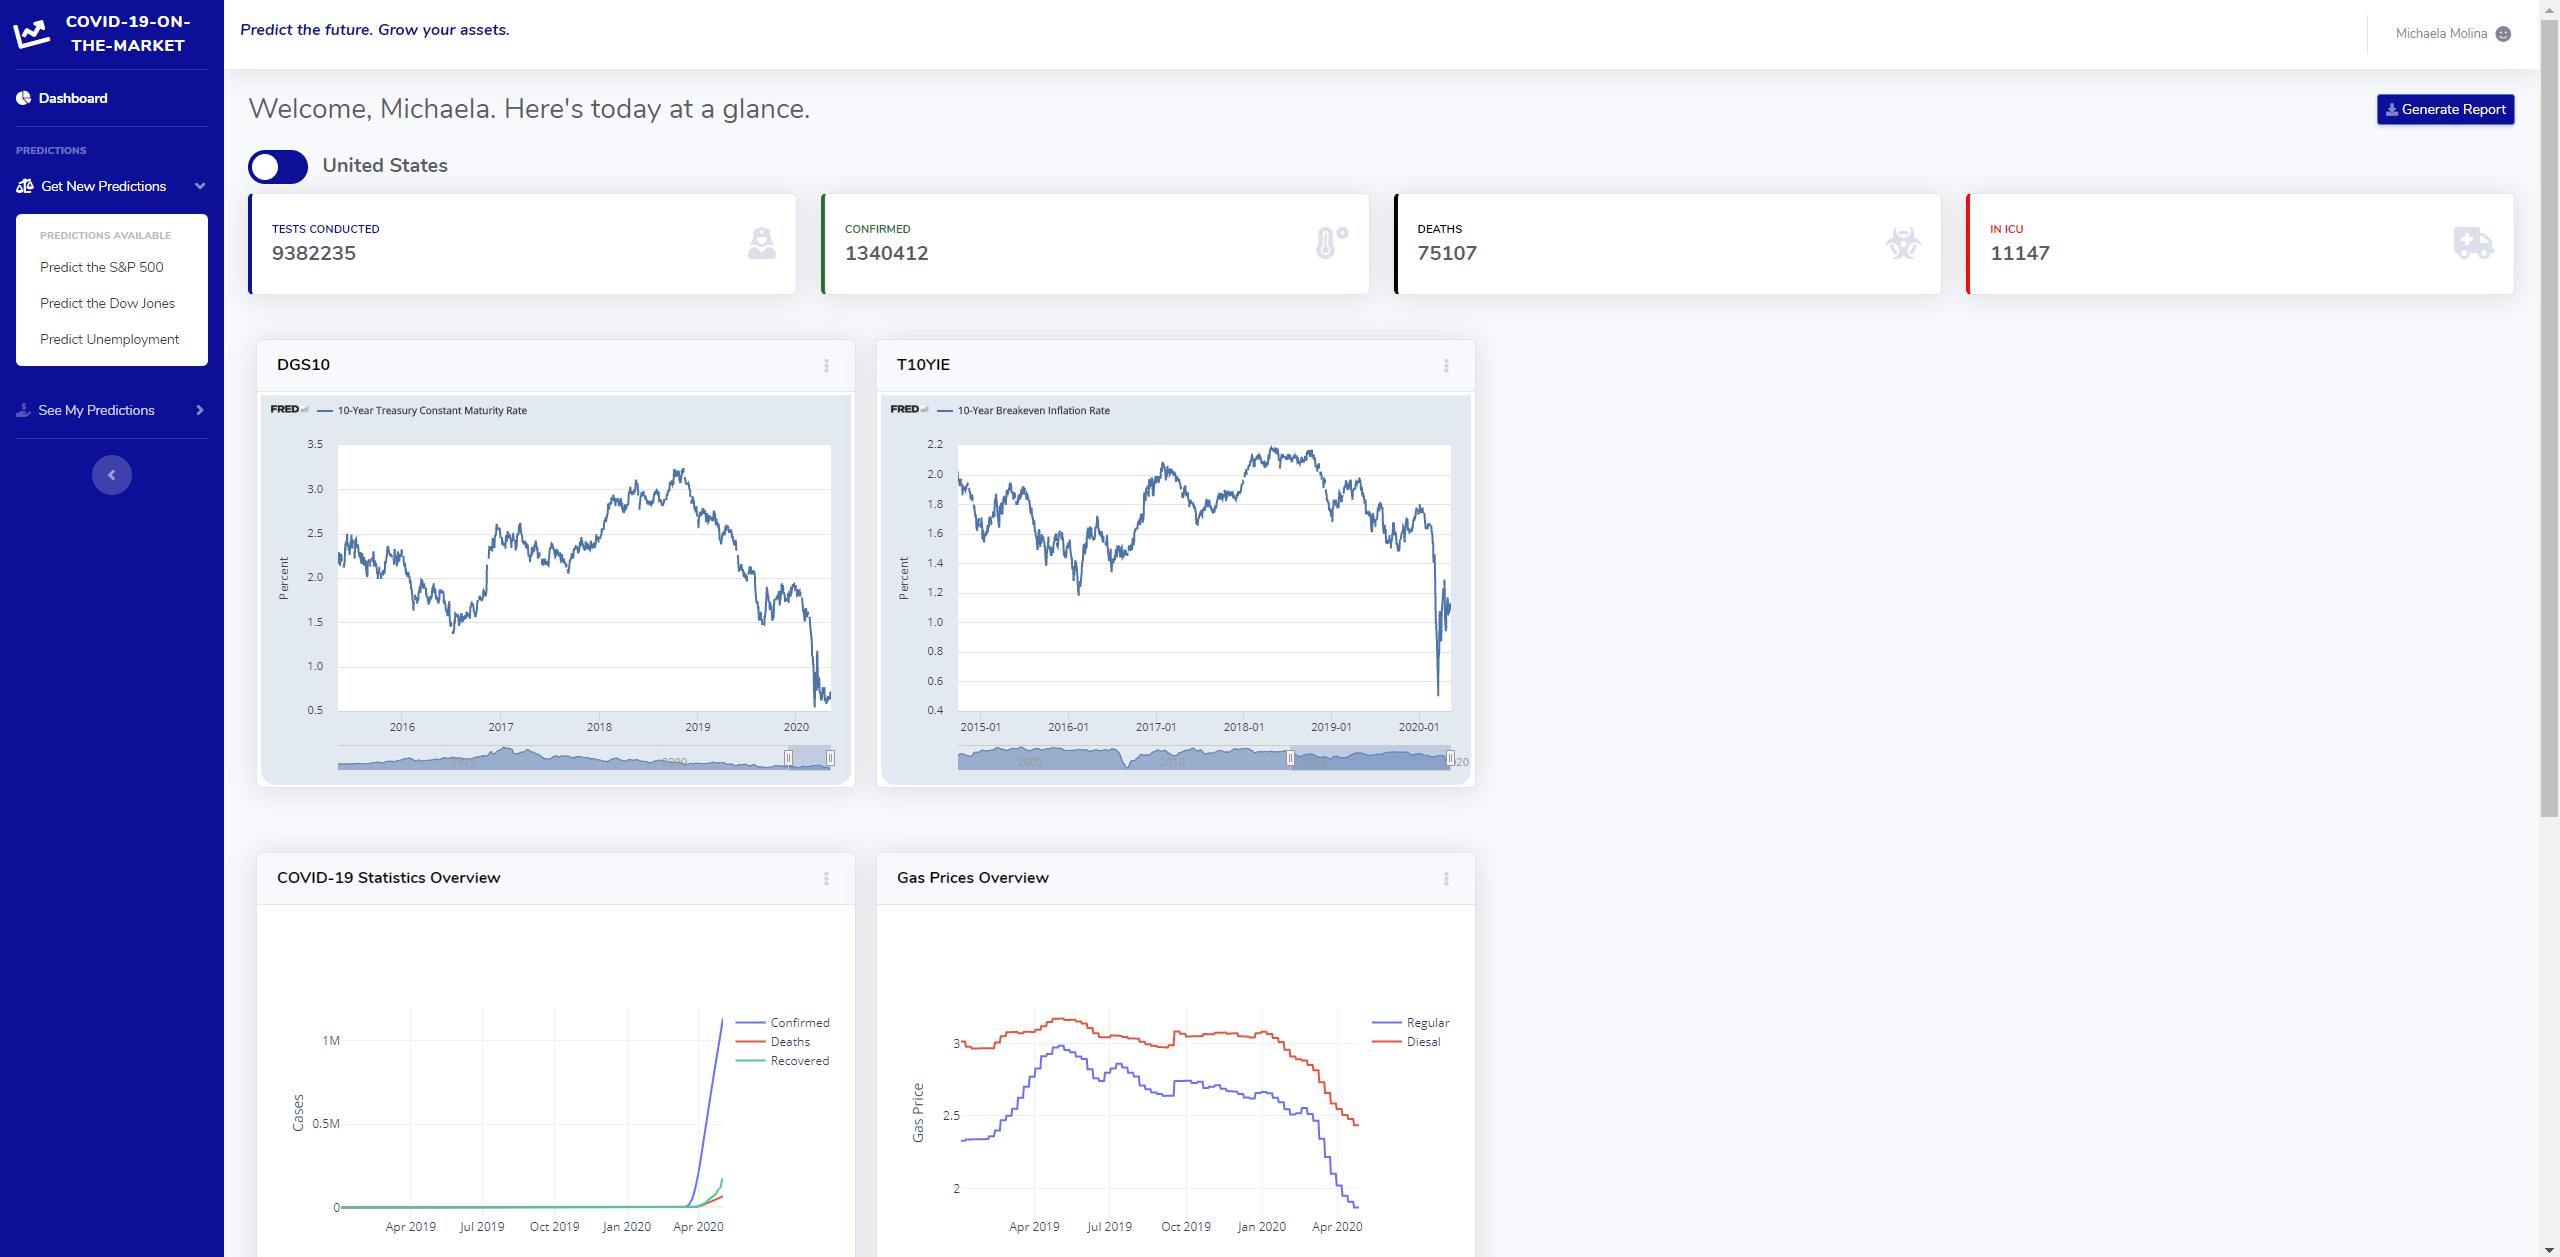 COVID-19-ON-
THE-MARKET
Dashboard
PREDICTIONS
Get New Predictions
PREDICTIONS AVAILABLE
Predict the S&P 500
Predict the Dow Jones
Predict Unemployment
See My Predictions
Predict the future. Grow your assets.
Michaela Molina
Welcome, Michaela. Here's today at a glance.
Generate Report
United States
TESTS CONDUCTED
9382235
CONFIRMED
1340412
DEATHS
75107
IN ICU
11147
DGS10
FRED
10-Year Treasury Constant Maturity Rate
3.5
3.0
2.5
2.0
1.5
1.0
0.5
Percent
2016 2017 2018 2019 2020
1975 2000
T10YIE
FRED
10-Year Breakeven Inflation Rate
2.2
2.0
1.8
1.6
1.4
1.2
1.0
0.8
0.6
0.4
Percent
2015-01 2016-01 2017-01 2018-01 2019-01 2020-01
2005 2010 2015 20
COVID-19 Statistics Overview
Confirmed
Deaths
Recovered
1M
0.5M
0
Cases
Apr 2019 Jul 2019 Oct 2019 Jan 2020 Apr 2020
Gas Prices Overview
Regular
Diesal
3
2.5
2
Gas Price
Apr 2019 Jul 2019 Oct 2019 Jan 2020 Apr 2020